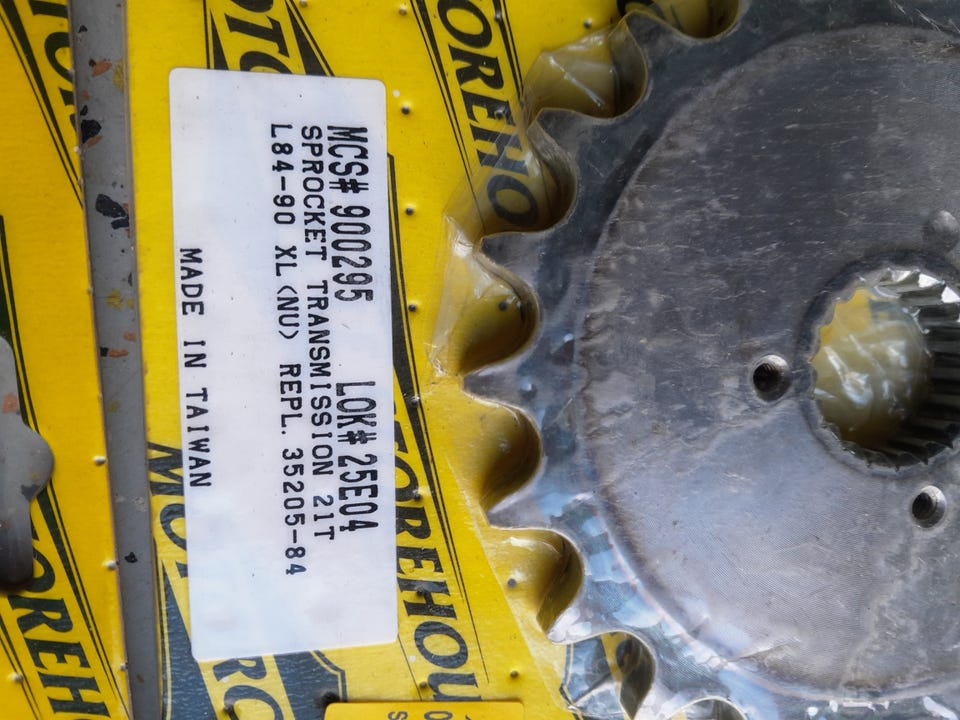 MCS# 900295 LOK# 25E04
SPROCKET TRANSMISSION 21T
L84-90 XL (NU) REPL. 35205-84
MADE IN TAIWAN